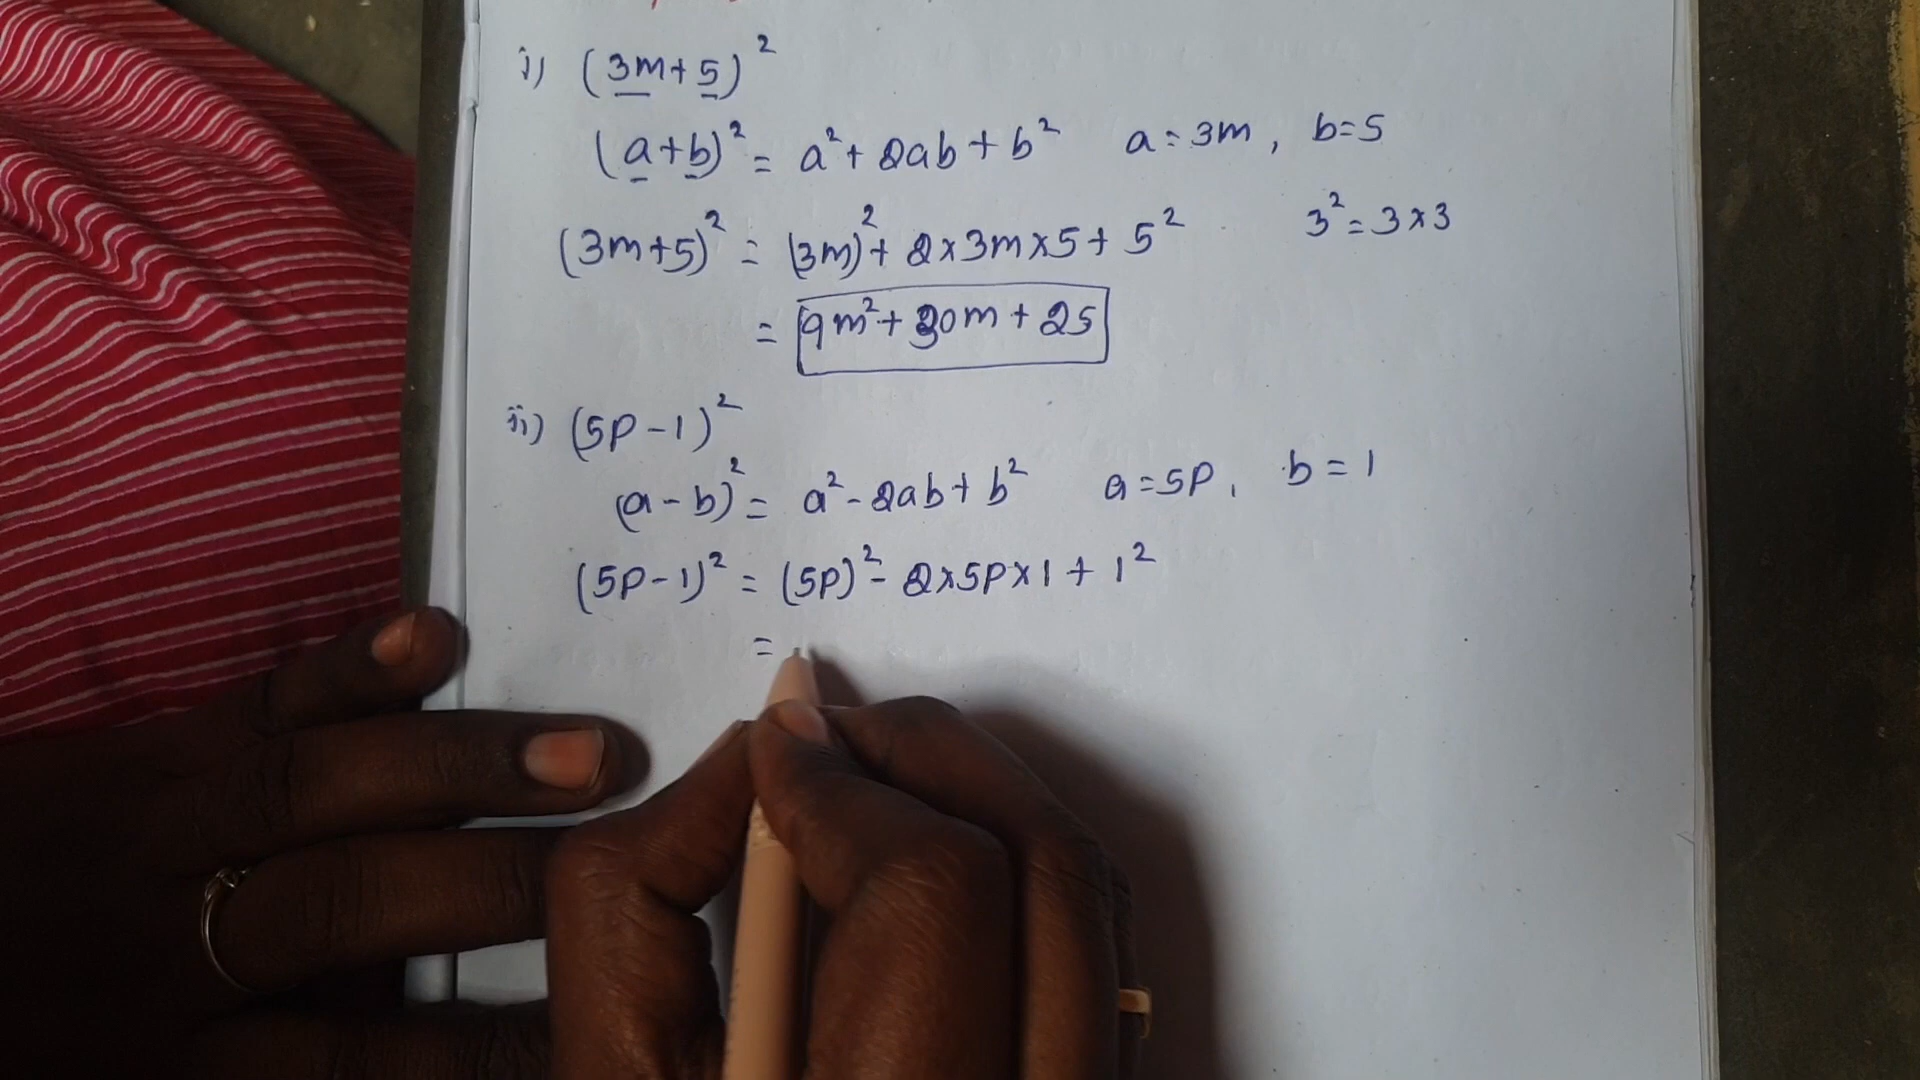 i) (3m+5)²
(a+b)² = a² + 2ab + b² a = 3m, b=5
(3m+5)² = (3m)² + 2×3m×5 + 5² 3² = 3×3
= 9m² + 30m + 25
ii) (5P-1)²
(a-b)² = a² - 2ab + b² a=5P, b=1
(5P-1)² = (5P)² - 2×5P×1 + 1²
=